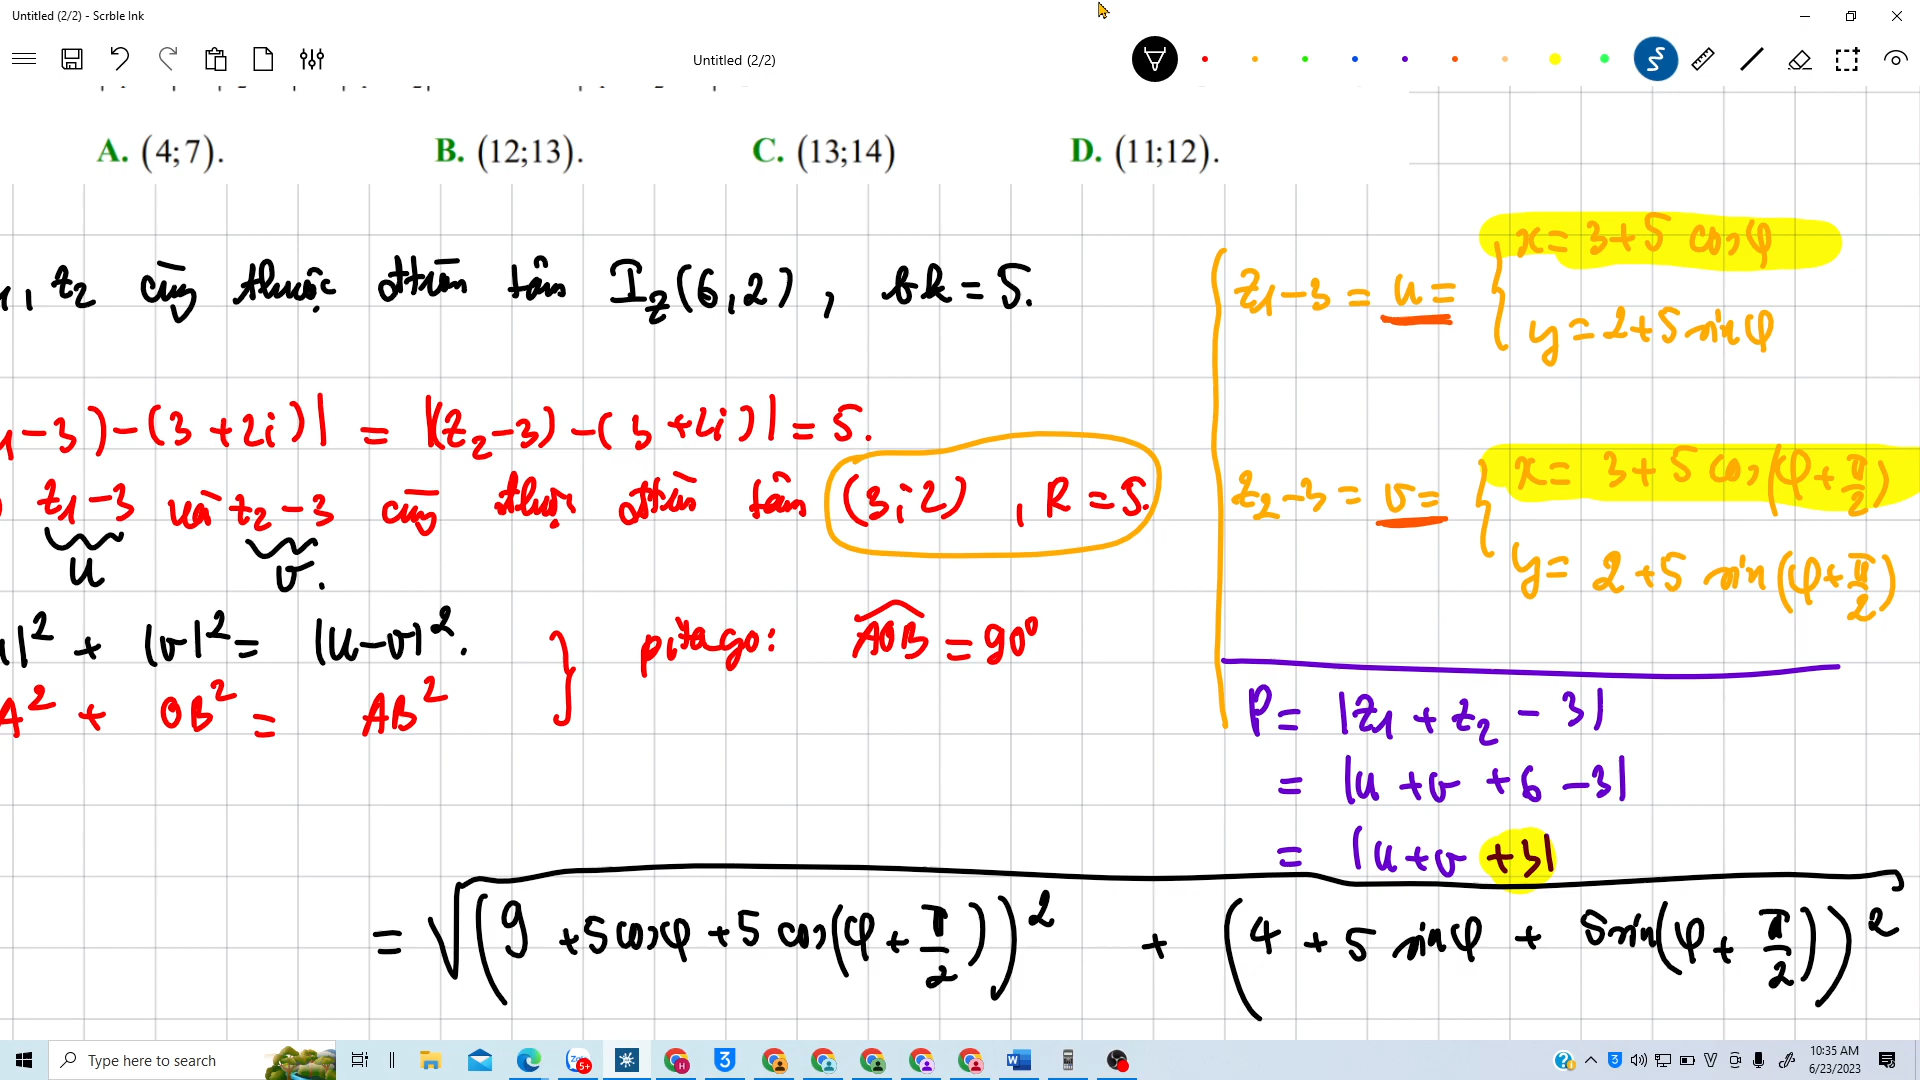 Untitled (2/2) - Scrble Ink
Untitled (2/2)
A. (4;7). B. (12;13). C. (13;14) D. (11;12).
, z₂ cùng thuộc đtròn tâm I_z(6,2), bk = 5.
z₁-3 = u = { x = 3+5 cosφ
y = 2+5 sinφ
-3)-(3+2i)| = |(z₂-3)-(3+2i)| = 5.
z₁-3 và z₂-3 cùng thuộc đtròn tâm (3;2), R = 5.
u v.
z₂-3 = v = { x = 3+5 cos(φ+π/2)
y = 2+5 sin(φ+π/2)
|² + |v|² = |u-v|².
A² + OB² = AB²
} pitago: AOB = 90°
P = |z₁ + z₂ - 3|
= |u + v + 6 - 3|
= |u + v + 3|
= √((9 + 5cosφ + 5 cos(φ + π/2))² + (4 + 5 sinφ + 5sin(φ + π/2))²
Type here to search
10:35 AM
6/23/2023